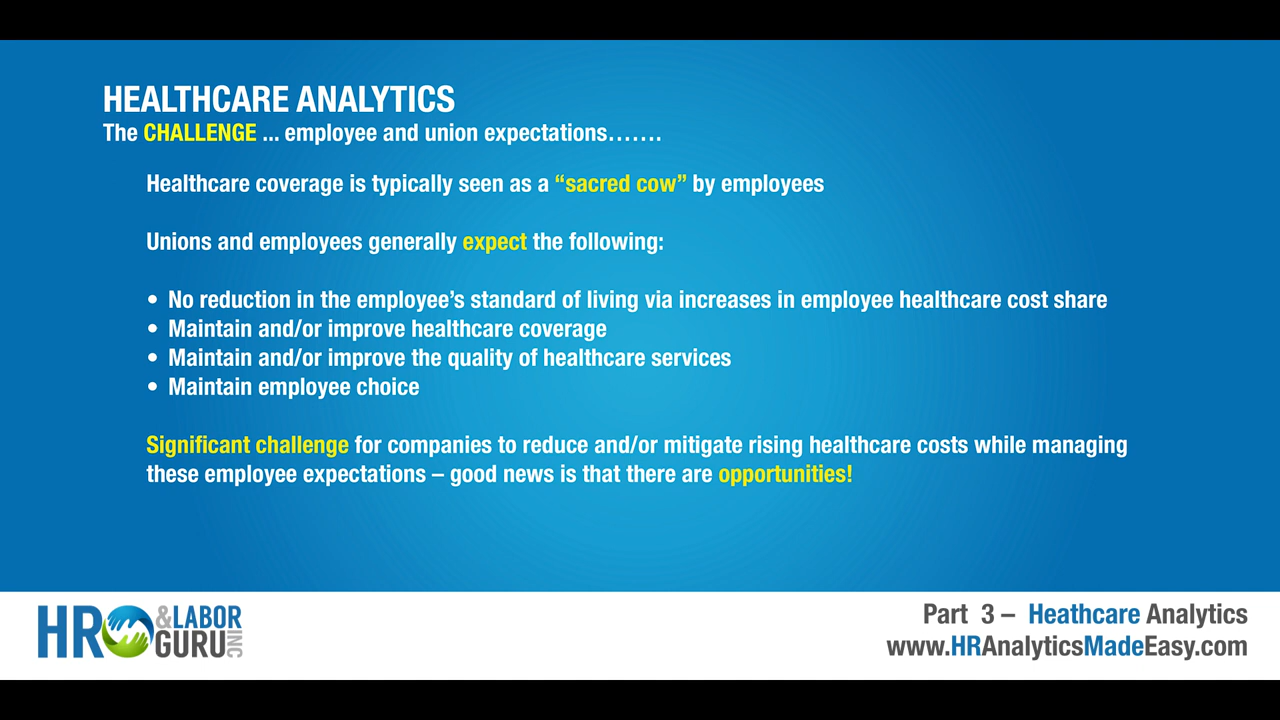 HEALTHCARE ANALYTICS
The CHALLENGE ... employee and union expectations.......
Healthcare coverage is typically seen as a “sacred cow” by employees
Unions and employees generally expect the following:
• No reduction in the employee’s standard of living via increases in employee healthcare cost share
• Maintain and/or improve healthcare coverage
• Maintain and/or improve the quality of healthcare services
• Maintain employee choice
Significant challenge for companies to reduce and/or mitigate rising healthcare costs while managing
these employee expectations – good news is that there are opportunities!
HR &LABOR
GURU INC
Part 3 – Heathcare Analytics
www.HRAnalyticsMadeEasy.com